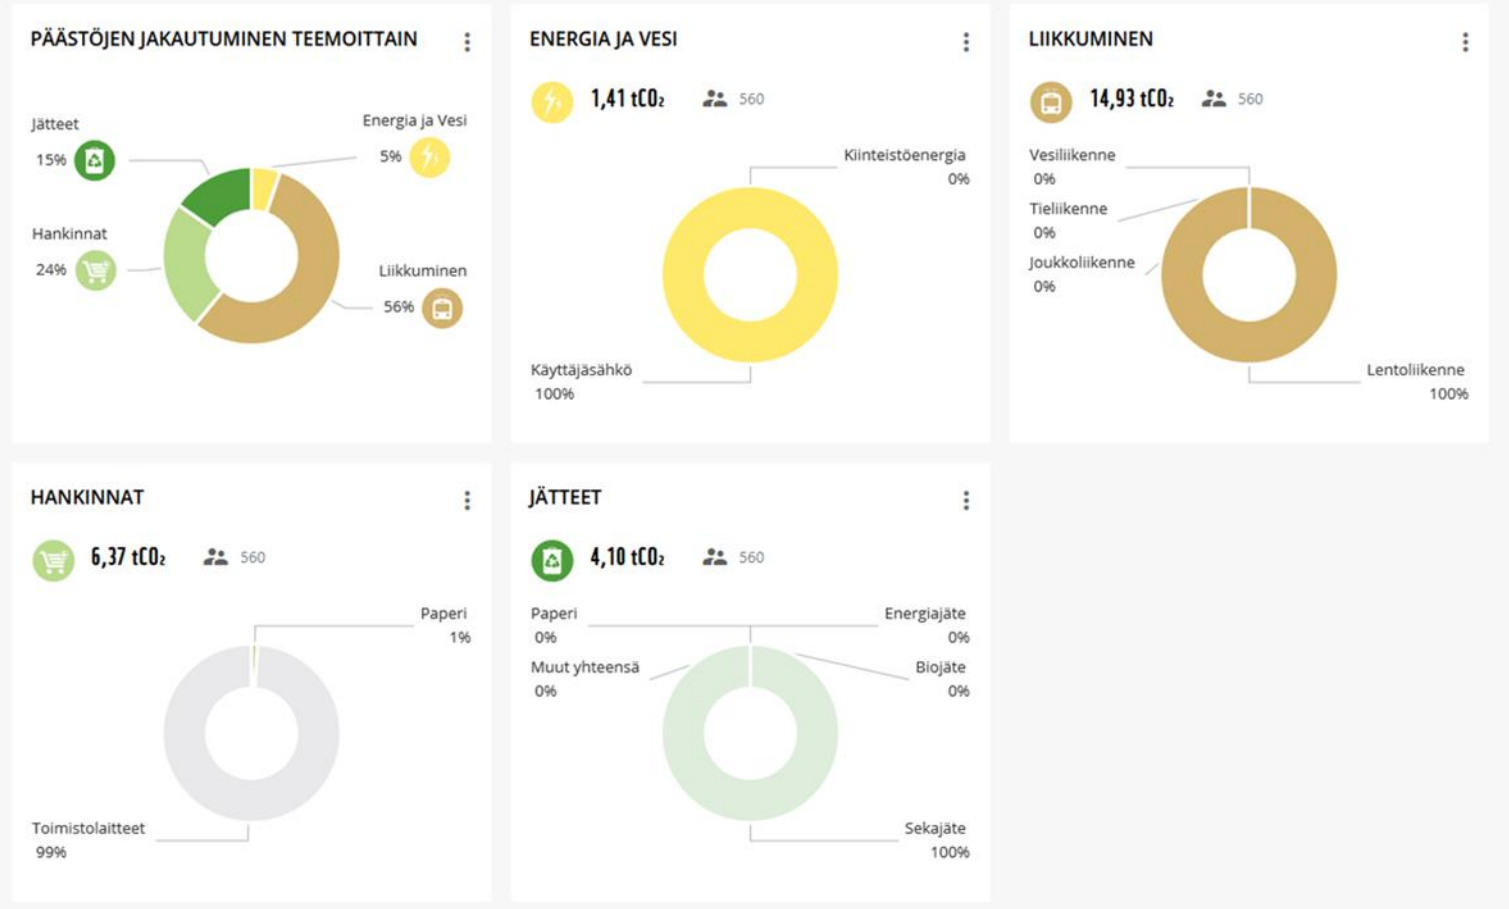 PÄÄSTÖJEN JAKAUTUMINEN TEEMOITTAIN
Jätteet
15%
Energia ja Vesi
5%
Hankinnat
24%
Liikkuminen
56%
ENERGIA JA VESI
1,41 tCO₂ 560
Kiinteistöenergia
0%
Käyttäjäsähkö
100%
LIIKKUMINEN
14,93 tCO₂ 560
Vesiliikenne
0%
Tieliikenne
0%
Joukkoliikenne
0%
Lentoliikenne
100%
HANKINNAT
6,37 tCO₂ 560
Paperi
1%
Toimistolaitteet
99%
JÄTTEET
4,10 tCO₂ 560
Paperi
0%
Energiajäte
0%
Muut yhteensä
0%
Biojäte
0%
Sekajäte
100%